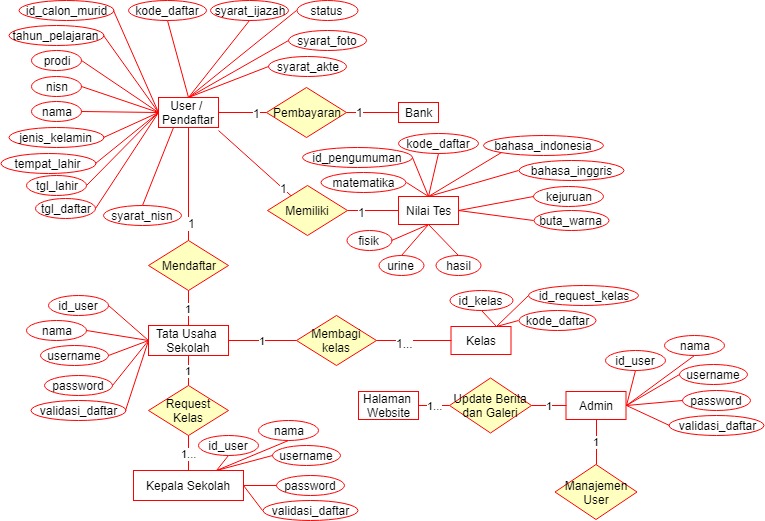 id_calon_murid
kode_daftar
syarat_ijazah
status
tahun_pelajaran
syarat_foto
prodi
syarat_akte
nisn
nama
User /
Pendaftar
1
Pembayaran
1
Bank
jenis_kelamin
tempat_lahir
tgl_lahir
tgl_daftar
syarat_nisn
kode_daftar
bahasa_indonesia
id_pengumuman
bahasa_inggris
matematika
kejuruan
1
Memiliki
1
Nilai Tes
buta_warna
fisik
urine
hasil
1
Mendaftar
1
id_user
nama
username
password
validasi_daftar
Tata Usaha
Sekolah
1
Membagi
kelas
1...
Kelas
id_kelas
id_request_kelas
kode_daftar
1
Request
Kelas
1...
Kepala Sekolah
id_user
nama
username
password
validasi_daftar
Halaman
Website
1...
Update Berita
dan Galeri
1
Admin
id_user
nama
username
password
validasi_daftar
1
Manajemen
User